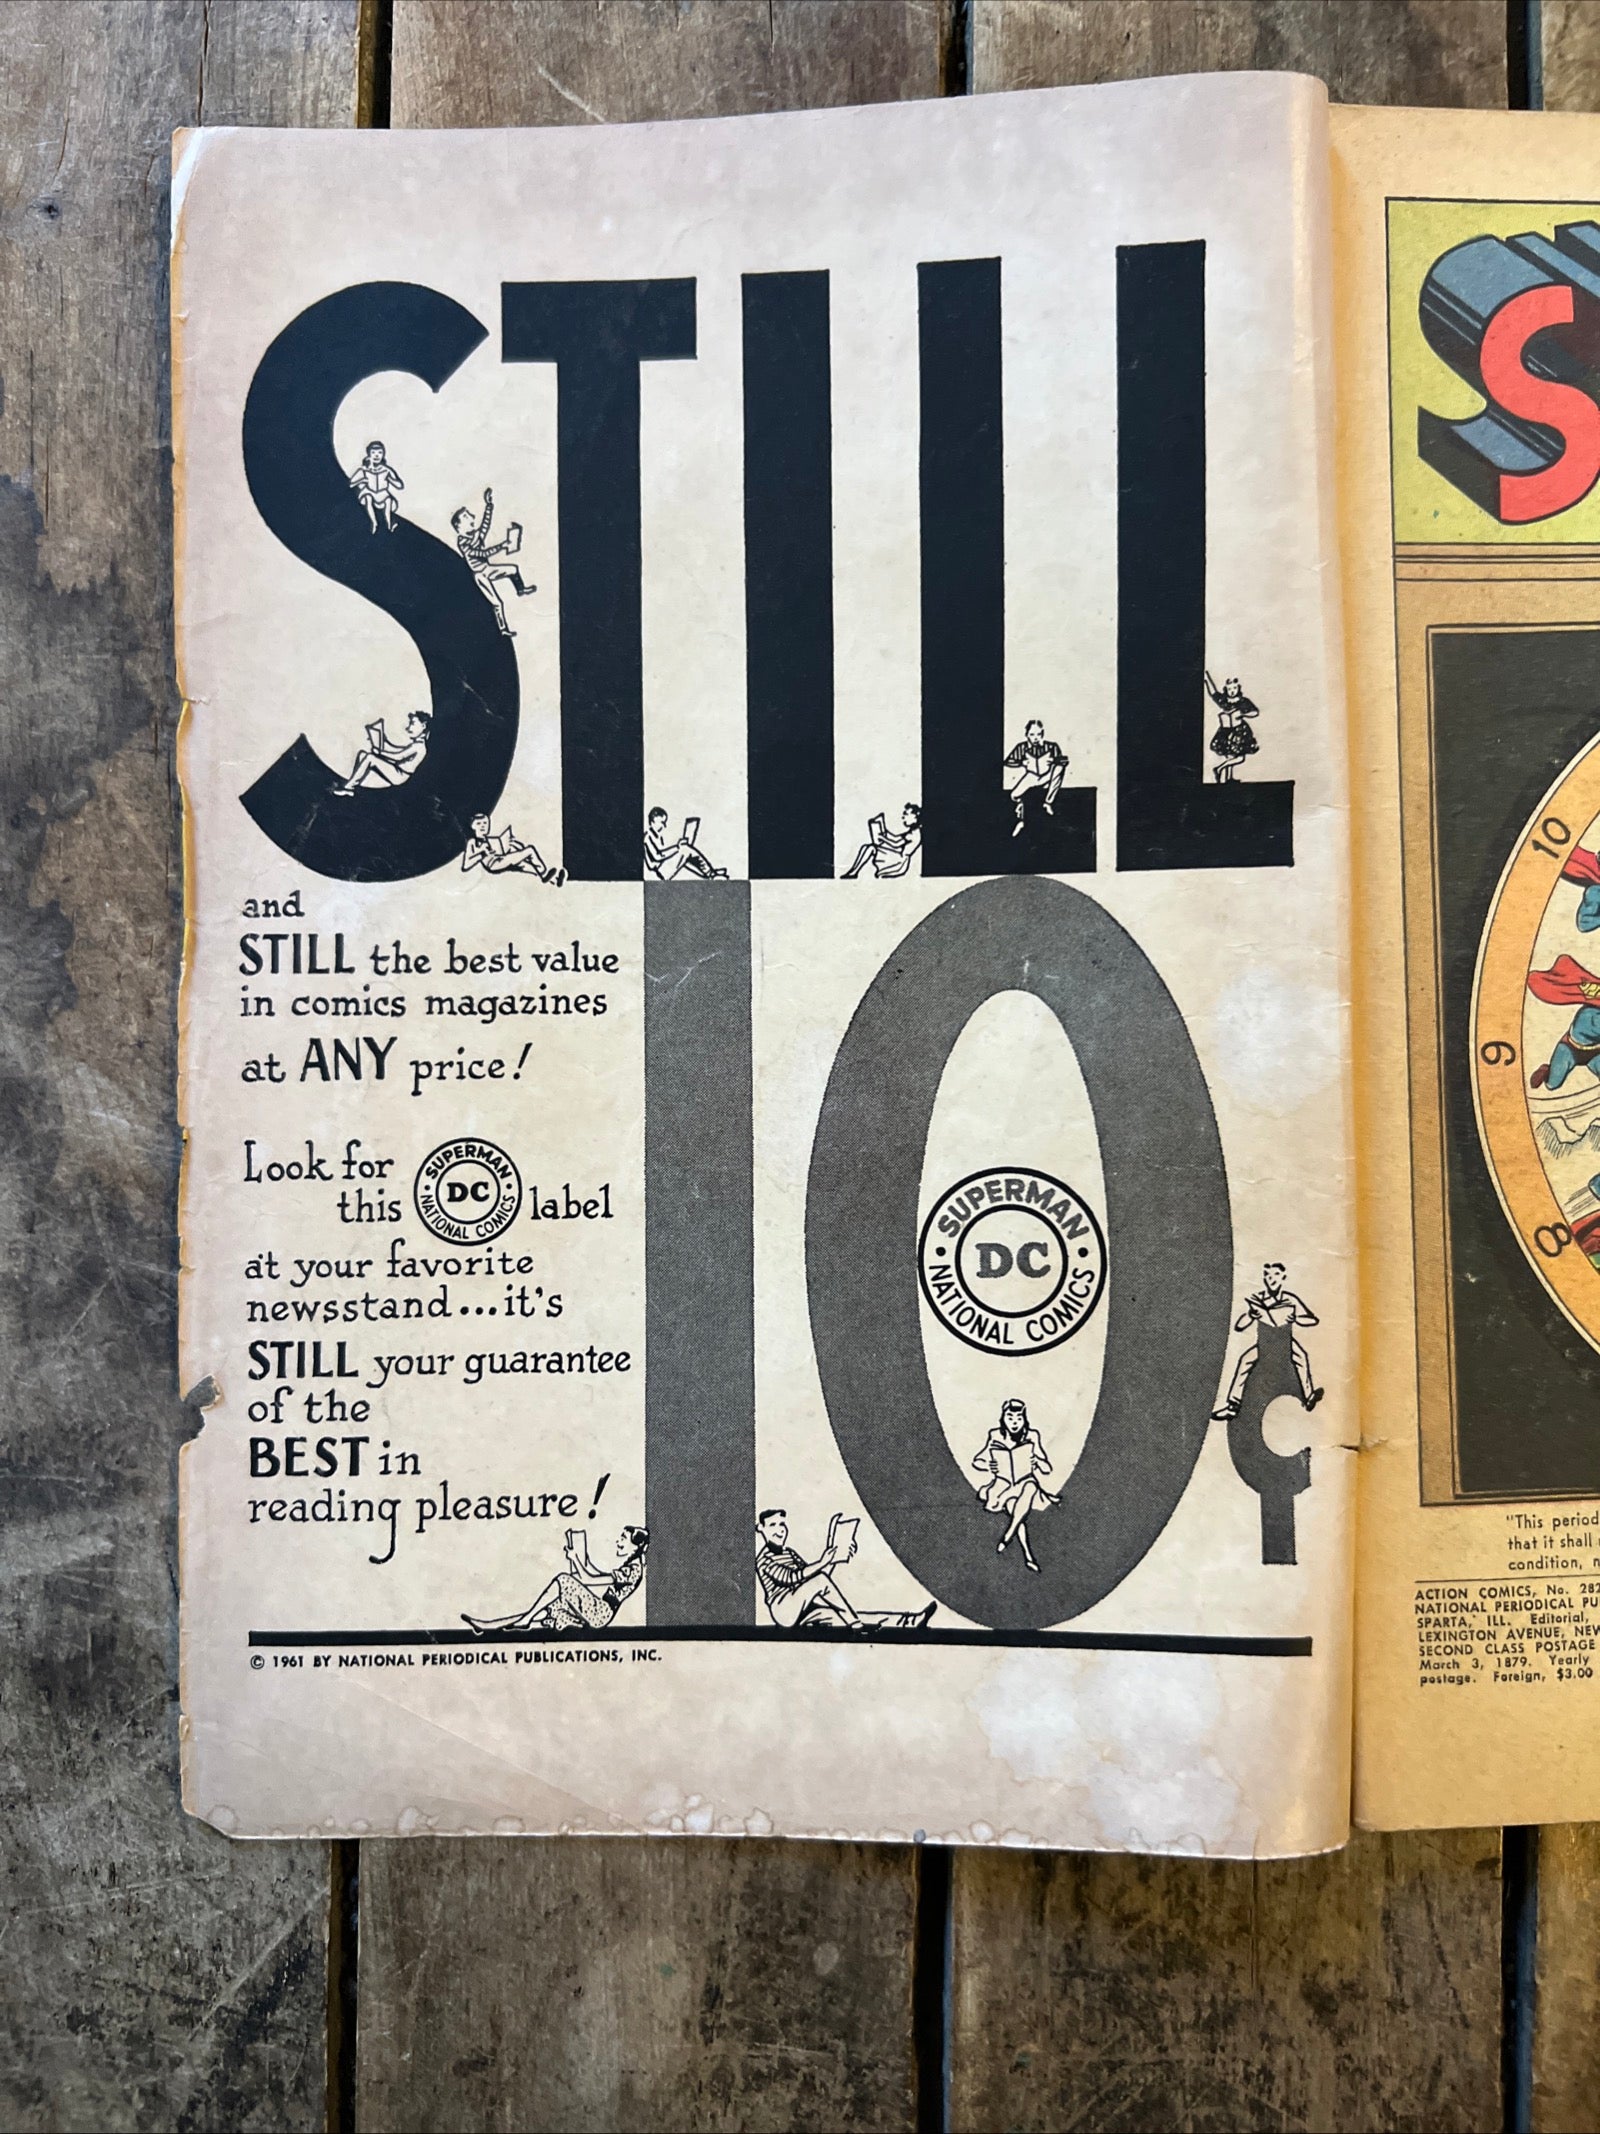 STILL
10¢
and
STILL the best value
in comics magazines
at ANY price!
Look for
this SUPERMAN DC NATIONAL COMICS label
at your favorite
newsstand...it's
STILL your guarantee
of the
BEST in
reading pleasure!
SUPERMAN
DC
NATIONAL COMICS
© 1961 BY NATIONAL PERIODICAL PUBLICATIONS, INC.
S
10
9
8
"This period
that it shall
condition,
ACTION COMICS, No. 282
NATIONAL PERIODICAL PU
SPARTA, ILL. Editorial,
LEXINGTON AVENUE, NEW
SECOND CLASS POSTAGE
March 3, 1879. Yearly
postage. Foreign, $3.00